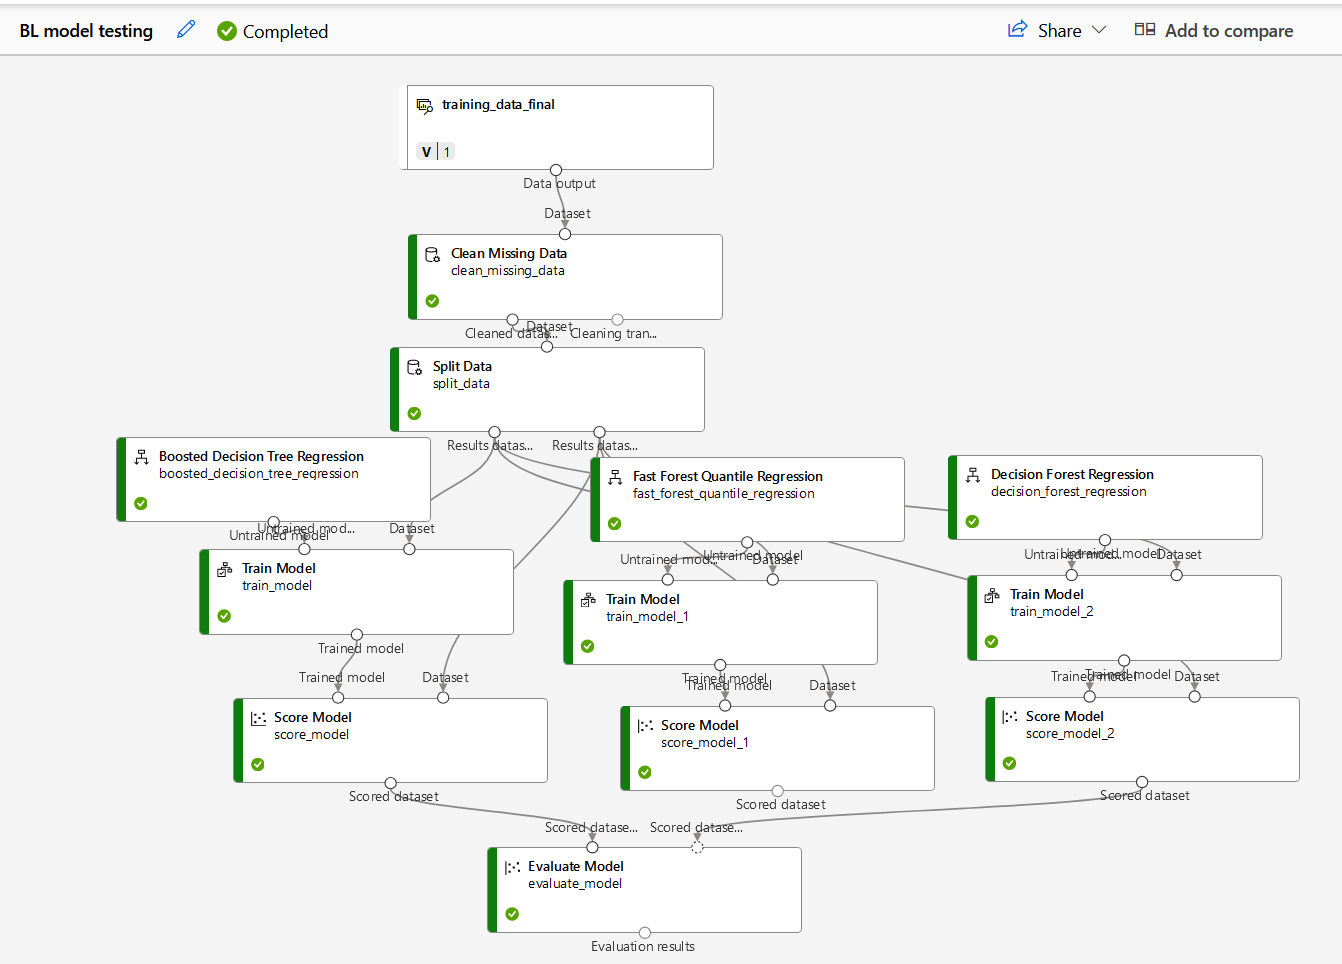 BL model testing
Completed
Share
Add to compare
training_data_final
V 1
Data output
Dataset
Clean Missing Data
clean_missing_data
Dataset
Cleaned datas... Cleaning tran...
Split Data
split_data
Results datas... Results datas...
Boosted Decision Tree Regression
boosted_decision_tree_regression
Fast Forest Quantile Regression
fast_forest_quantile_regression
Decision Forest Regression
decision_forest_regression
Untrained mod... Dataset
Untrained model
Untrained model
Untrained mod... Dataset
Untrained model
Untrained mod... Dataset
Train Model
train_model
Train Model
train_model_1
Train Model
train_model_2
Trained model
Trained model Dataset
Trained model
Trained model Dataset
Trained model
Trained model Dataset
Score Model
score_model
Score Model
score_model_1
Score Model
score_model_2
Scored dataset
Scored dataset
Scored dataset
Scored datase... Scored datase...
Evaluate Model
evaluate_model
Evaluation results